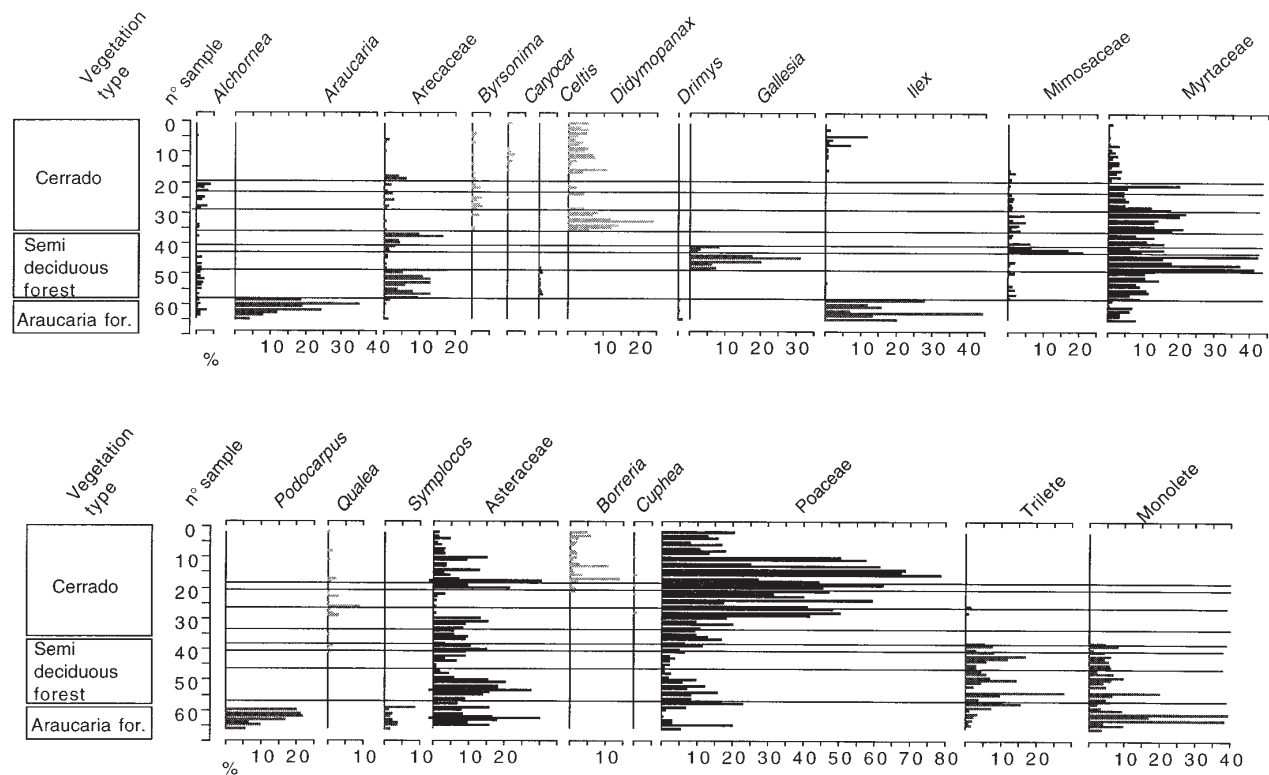 Vegetation type
n° sample
Alchornea
Araucaria
Arecaceae
Byrsonima
Caryocar
Celtis
Didymopanax
Drimys
Gallesia
Ilex
Mimosaceae
Myrtaceae
Cerrado
Semi deciduous forest
Araucaria for.
0
10
20
30
40
50
60
%
10 20 30 40
10 20
10 20
10 20 30
10 20 30 40
10 20
10 20 30 40
Vegetation type
n° sample
Podocarpus
Qualea
Symplocos
Asteraceae
Borreria
Cuphea
Poaceae
Trilete
Monolete
Cerrado
Semi deciduous forest
Araucaria for.
0
10
20
30
40
50
60
%
10 20
10
10
10 20 30
10
10 20 30 40 50 60 70 80
10 20 30
10 20 30 40